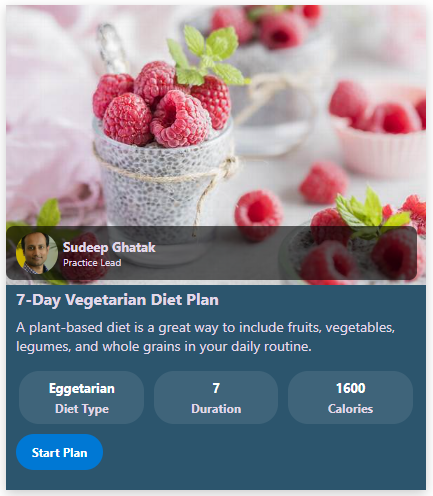 Sudeep Ghatak
Practice Lead
7-Day Vegetarian Diet Plan
A plant-based diet is a great way to include fruits, vegetables,
legumes, and whole grains in your daily routine.
Eggetarian 7 1600
Diet Type Duration Calories
Start Plan